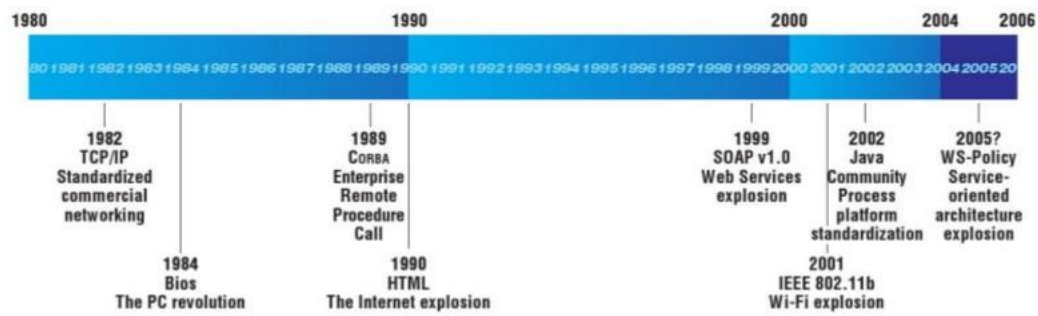 1980 1990 2000 2004 2006
80 1981 1982 1983 1984 1985 1986 1987 1988 1989 1990 1991 1992 1993 1994 1995 1996 1997 1998 1999 2000 2001 2002 2003 2004 2005 20
1982
TCP/IP
Standardized
commercial
networking
1989
CORBA
Enterprise
Remote
Procedure
Call
1999
SOAP v1.0
Web Services
explosion
2002
Java
Community
Process
platform
standardization
2005?
WS-Policy
Service-
oriented
architecture
explosion
1984
Bios
The PC revolution
1990
HTML
The Internet explosion
2001
IEEE 802.11b
Wi-Fi explosion